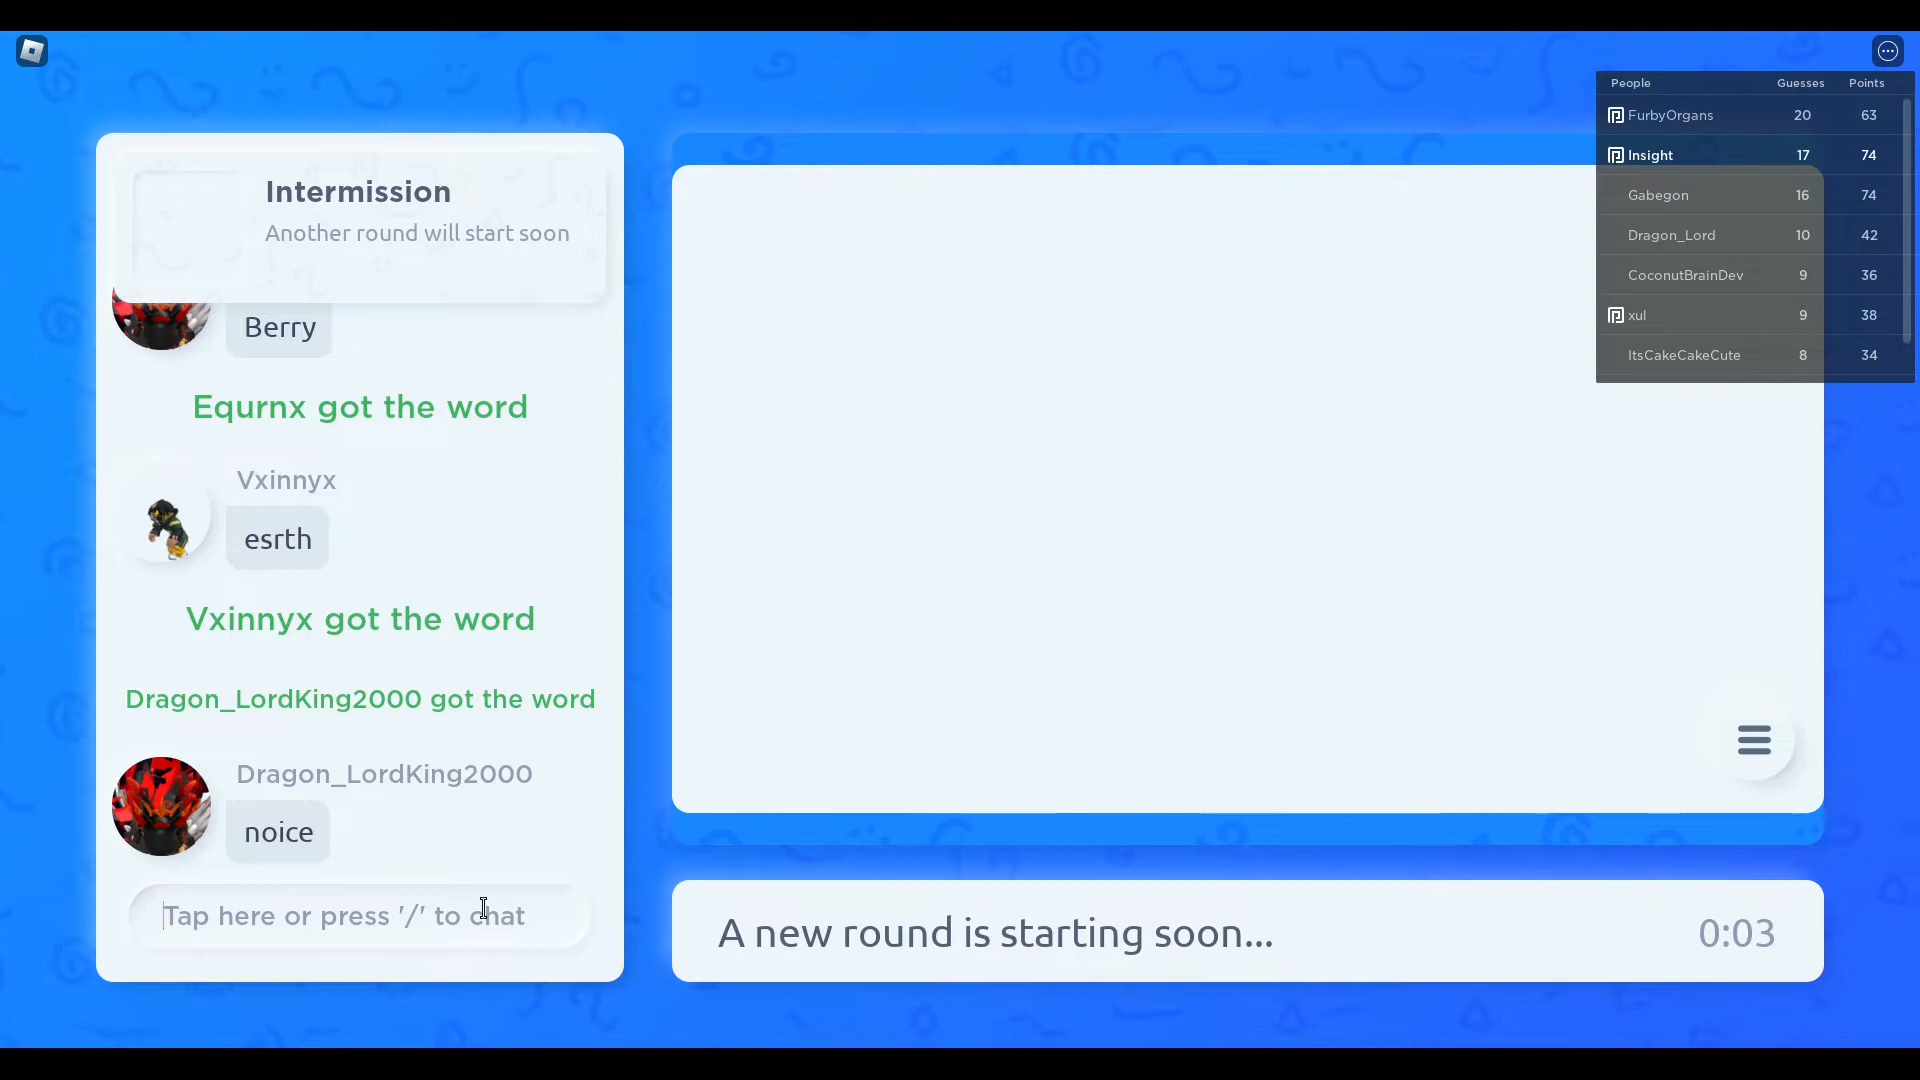 People Guesses Points
FurbyOrgans 20 63
Insight 17 74
Gabegon 16 74
Dragon_Lord 10 42
CoconutBrainDev 9 36
xul 9 38
ItsCakeCakeCute 8 34
Intermission
Another round will start soon
Berry
Equrnx got the word
Vxinnyx
esrth
Vxinnyx got the word
Dragon_LordKing2000 got the word
Dragon_LordKing2000
noice
Tap here or press '/' to chat
A new round is starting soon... 0:03